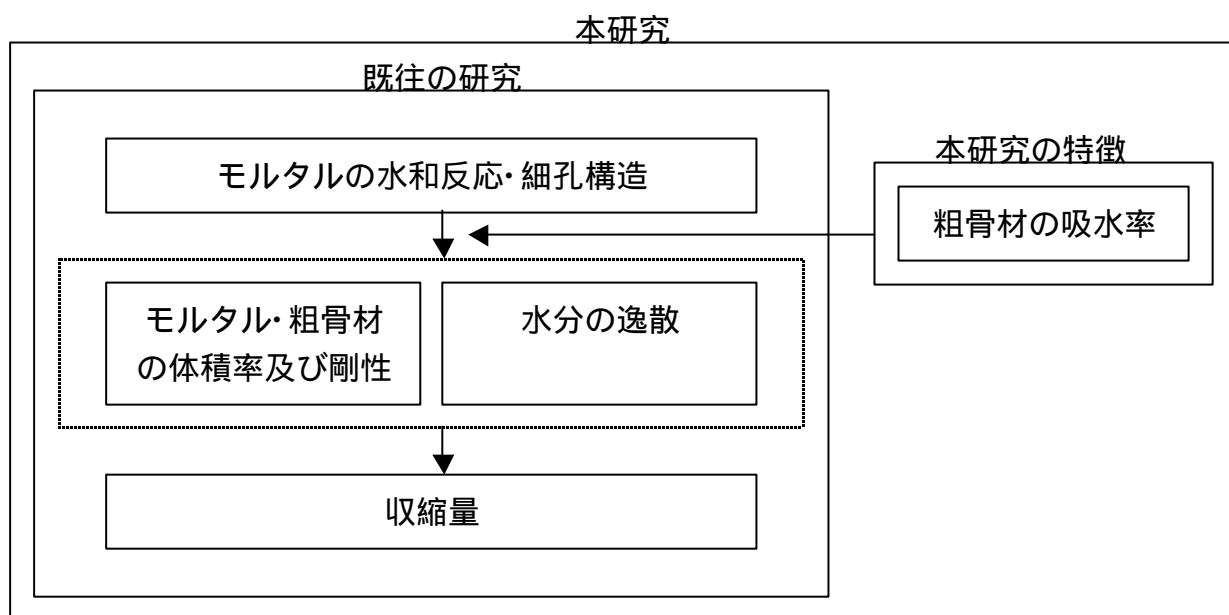 本研究
既往の研究
モルタルの水和反応・細孔構造
本研究の特徴
粗骨材の吸水率
モルタル・粗骨材
の体積率及び剛性
水分の逸散
収縮量